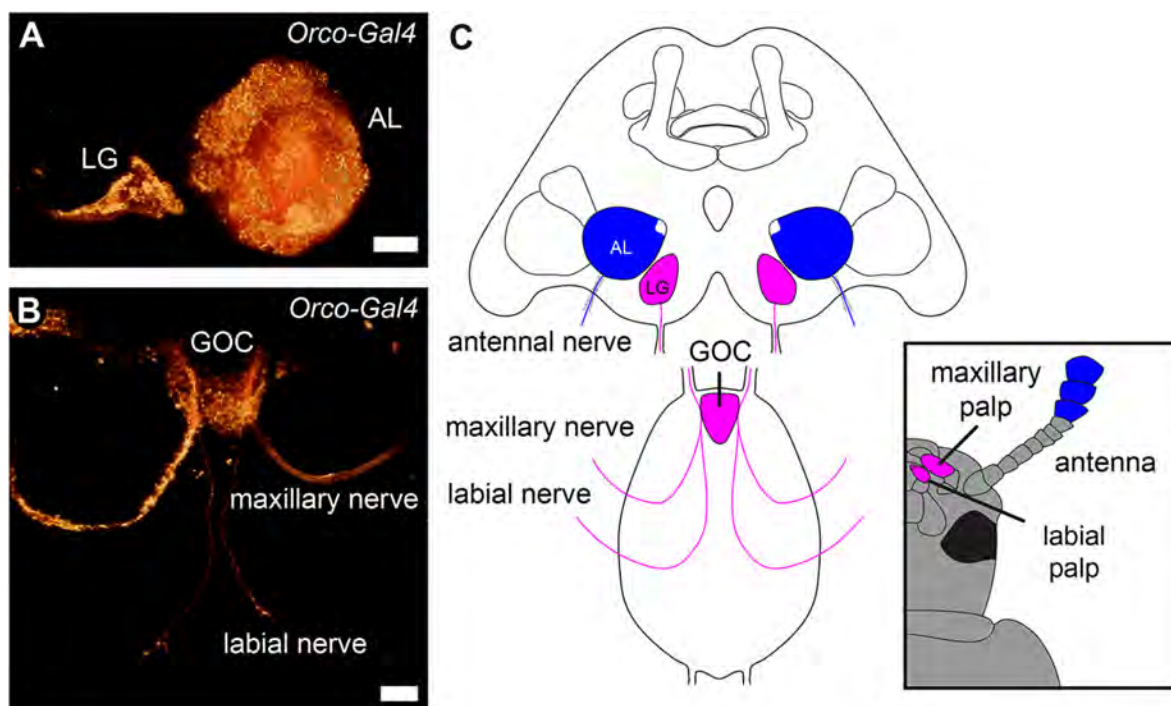 A
Orco-Gal4
AL
LG
B
Orco-Gal4
GOC
maxillary nerve
labial nerve
C
AL
LG
antennal nerve
GOC
maxillary nerve
labial nerve
maxillary
palp
antenna
labial
palp